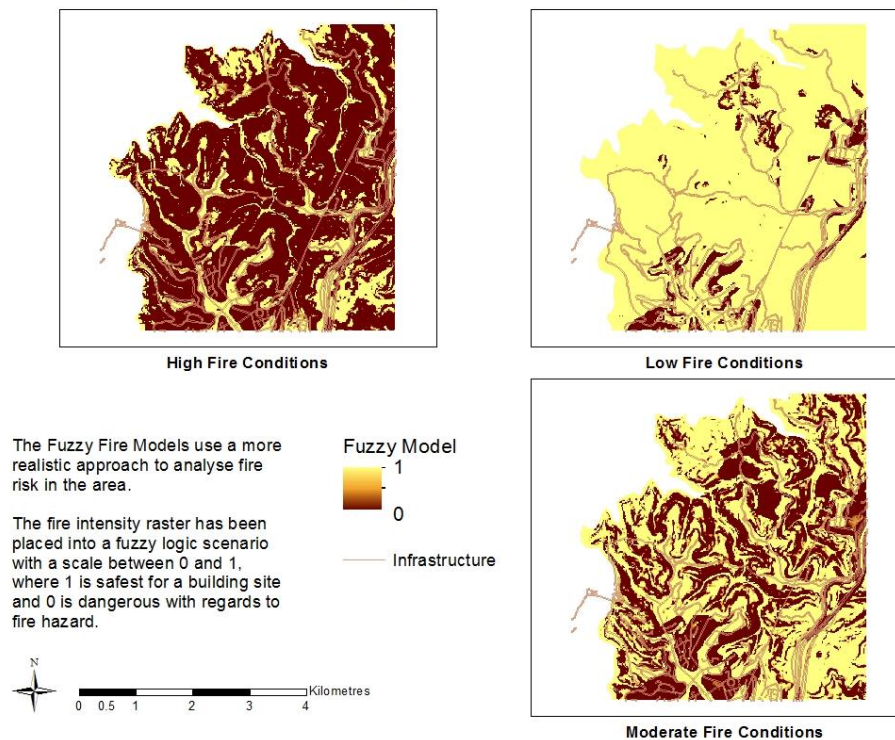 High Fire Conditions
Low Fire Conditions
The Fuzzy Fire Models use a more
realistic approach to analyse fire
risk in the area.
The fire intensity raster has been
placed into a fuzzy logic scenario
with a scale between 0 and 1,
where 1 is safest for a building site
and 0 is dangerous with regards to
fire hazard.
Fuzzy Model
1
0
Infrastructure
N
Kilometres
0 0.5 1 2 3 4
Moderate Fire Conditions